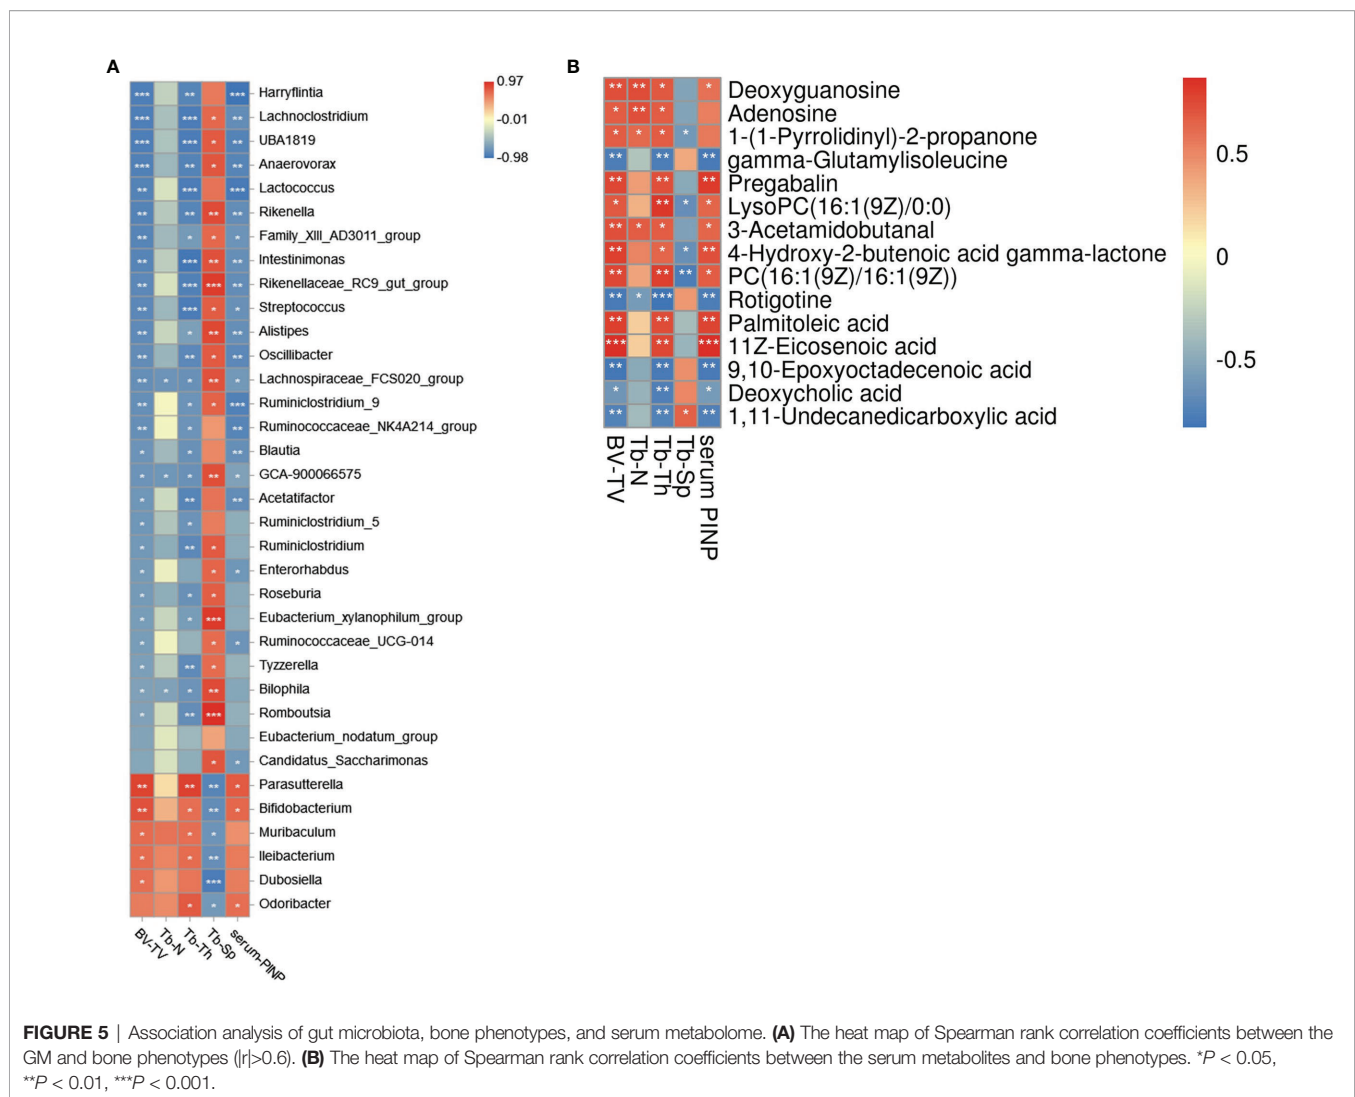 A
0.97
-0.01
-0.98
*** ** *** Harryflintia
*** *** * ** Lachnoclostridium
*** *** * ** UBA1819
*** ** * ** Anaerovorax
** *** *** Lactococcus
** ** ** ** Rikenella
** * * * Family_XIII_AD3011_group
** *** ** ** Intestinimonas
** *** *** ** Rikenellaceae_RC9_gut_group
** *** * * Streptococcus
** * ** ** Alistipes
** ** * ** Oscillibacter
** * * ** * Lachnospiraceae_FCS020_group
** * * *** Ruminiclostridium_9
** * ** Ruminococcaceae_NK4A214_group
* * ** Blautia
* * * ** * GCA-900066575
* ** ** Acetatifactor
* * Ruminiclostridium_5
* ** * Ruminiclostridium
* * * Enterorhabdus
* * * Roseburia
* * *** Eubacterium_xylanophilum_group
* * * Ruminococcaceae_UCG-014
* ** * Tyzzerella
* * * ** Bilophila
* ** *** Romboutsia
Eubacterium_nodatum_group
* * Candidatus_Saccharimonas
** ** ** * Parasutterella
** * ** * Bifidobacterium
* * * Muribaculum
* * ** Ileibacterium
* *** Dubosiella
* * * Odoribacter
BV-TV
Tb-N
Tb-Th
Tb-Sp
serum-PINP
B
** ** * * Deoxyguanosine
* ** * Adenosine
* * * * 1-(1-Pyrrolidinyl)-2-propanone
** ** ** gamma-Glutamylisoleucine
** ** ** Pregabalin
* ** * * LysoPC(16:1(9Z)/0:0)
** * * * 3-Acetamidobutanal
** * * ** 4-Hydroxy-2-butenoic acid gamma-lactone
** ** ** * PC(16:1(9Z)/16:1(9Z))
** * *** ** Rotigotine
** ** ** Palmitoleic acid
*** ** *** 11Z-Eicosenoic acid
** ** ** 9,10-Epoxyoctadecenoic acid
* ** * Deoxycholic acid
** ** * ** 1,11-Undecanedicarboxylic acid
BV-TV
Tb-N
Tb-Th
Tb-Sp
serum PINP
0.5
0
-0.5
FIGURE 5 | Association analysis of gut microbiota, bone phenotypes, and serum metabolome. (A) The heat map of Spearman rank correlation coefficients between the
GM and bone phenotypes (|r|>0.6). (B) The heat map of Spearman rank correlation coefficients between the serum metabolites and bone phenotypes. *P < 0.05,
**P < 0.01, ***P < 0.001.